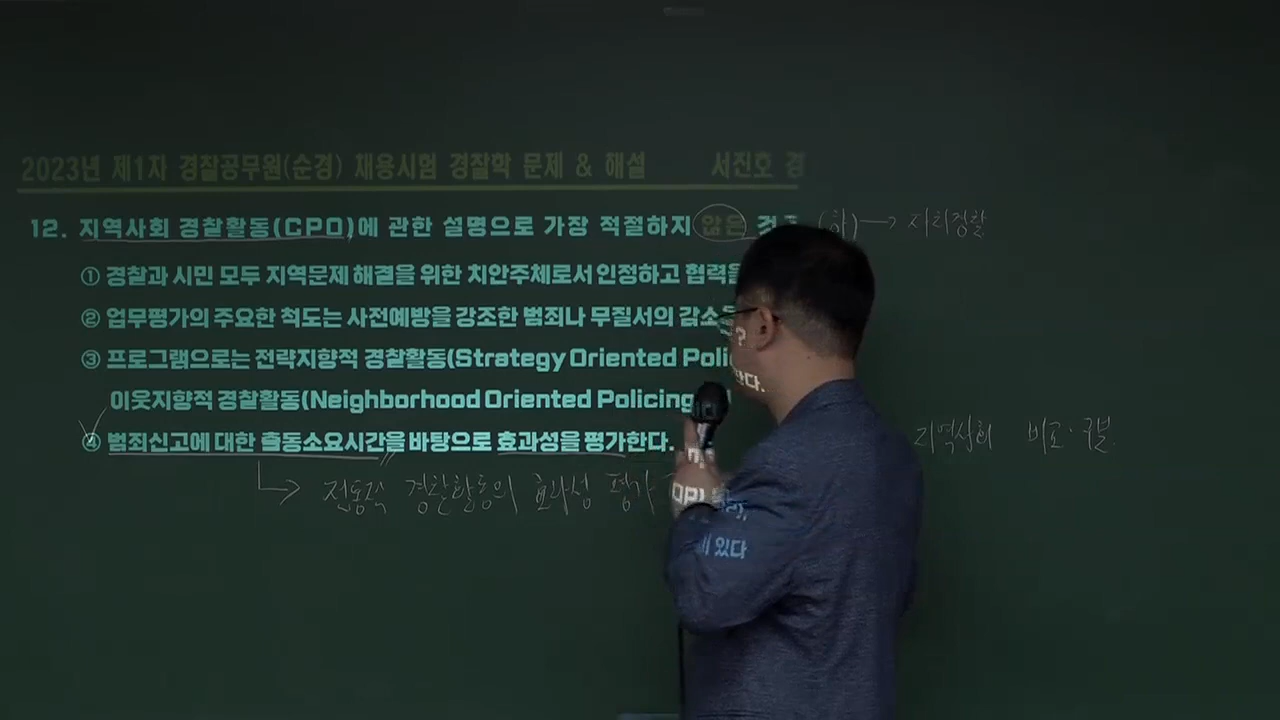 2023년 제1차 경찰공무원(순경) 채용시험 경찰학 문제 & 해설 서진호 경
12. 지역사회 경찰활동(CPO)에 관한 설명으로 가장 적절하지 않은 것은 (하) → 자치경찰
① 경찰과 시민 모두 지역문제 해결을 위한 치안주체로서 인정하고 협력을
② 업무평가의 주요한 척도는 사전예방을 강조한 범죄나 무질서의 감소 ?
③ 프로그램으로는 전략지향적 경찰활동(Strategy Oriented Polic
이웃지향적 경찰활동(Neighborhood Oriented Policing
④ 범죄신고에 대한 출동소요시간을 바탕으로 효과성을 평가한다. 지역상회 비교·구분
전통적 경찰활동의 효과성 평가
있다